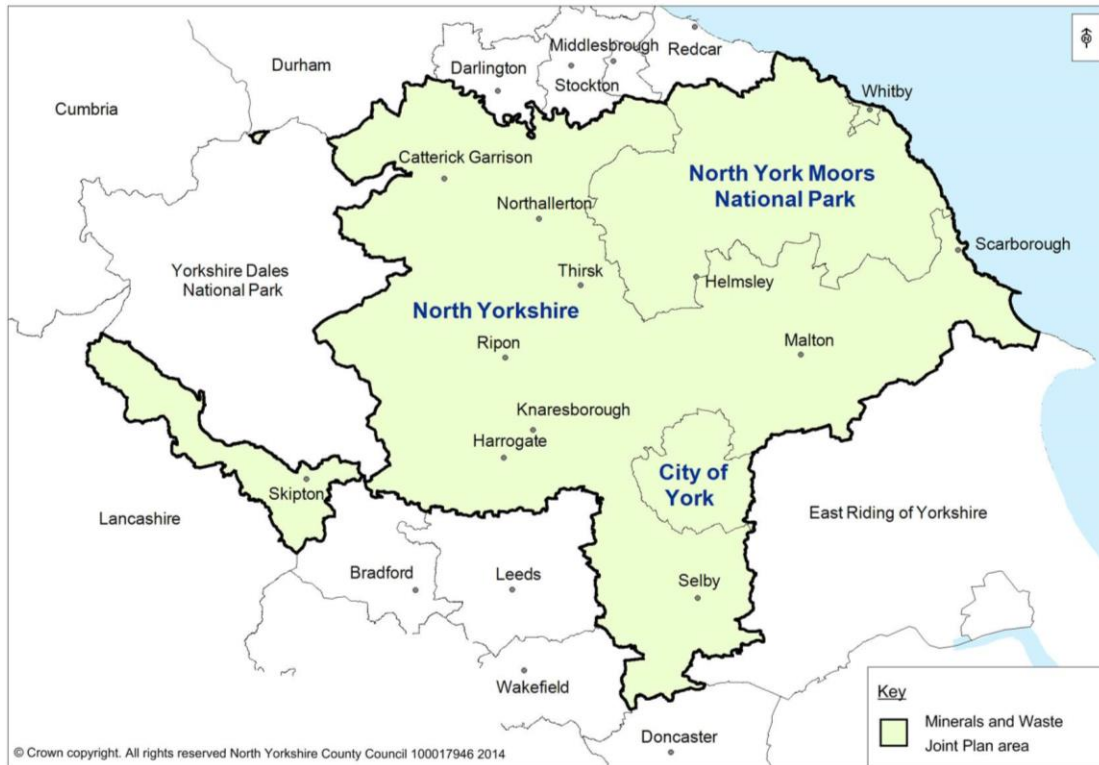 Durham
Middlesbrough
Redcar
Darlington
Stockton
Cumbria
Whitby
Catterick Garrison
North York Moors
National Park
Northallerton
Scarborough
Yorkshire Dales
National Park
Thirsk
Helmsley
North Yorkshire
Ripon
Malton
Knaresborough
Harrogate
City of
York
Skipton
Lancashire
East Riding of Yorkshire
Bradford
Leeds
Selby
Wakefield
Doncaster
Key
Minerals and Waste
Joint Plan area
© Crown copyright. All rights reserved North Yorkshire County Council 100017946 2014